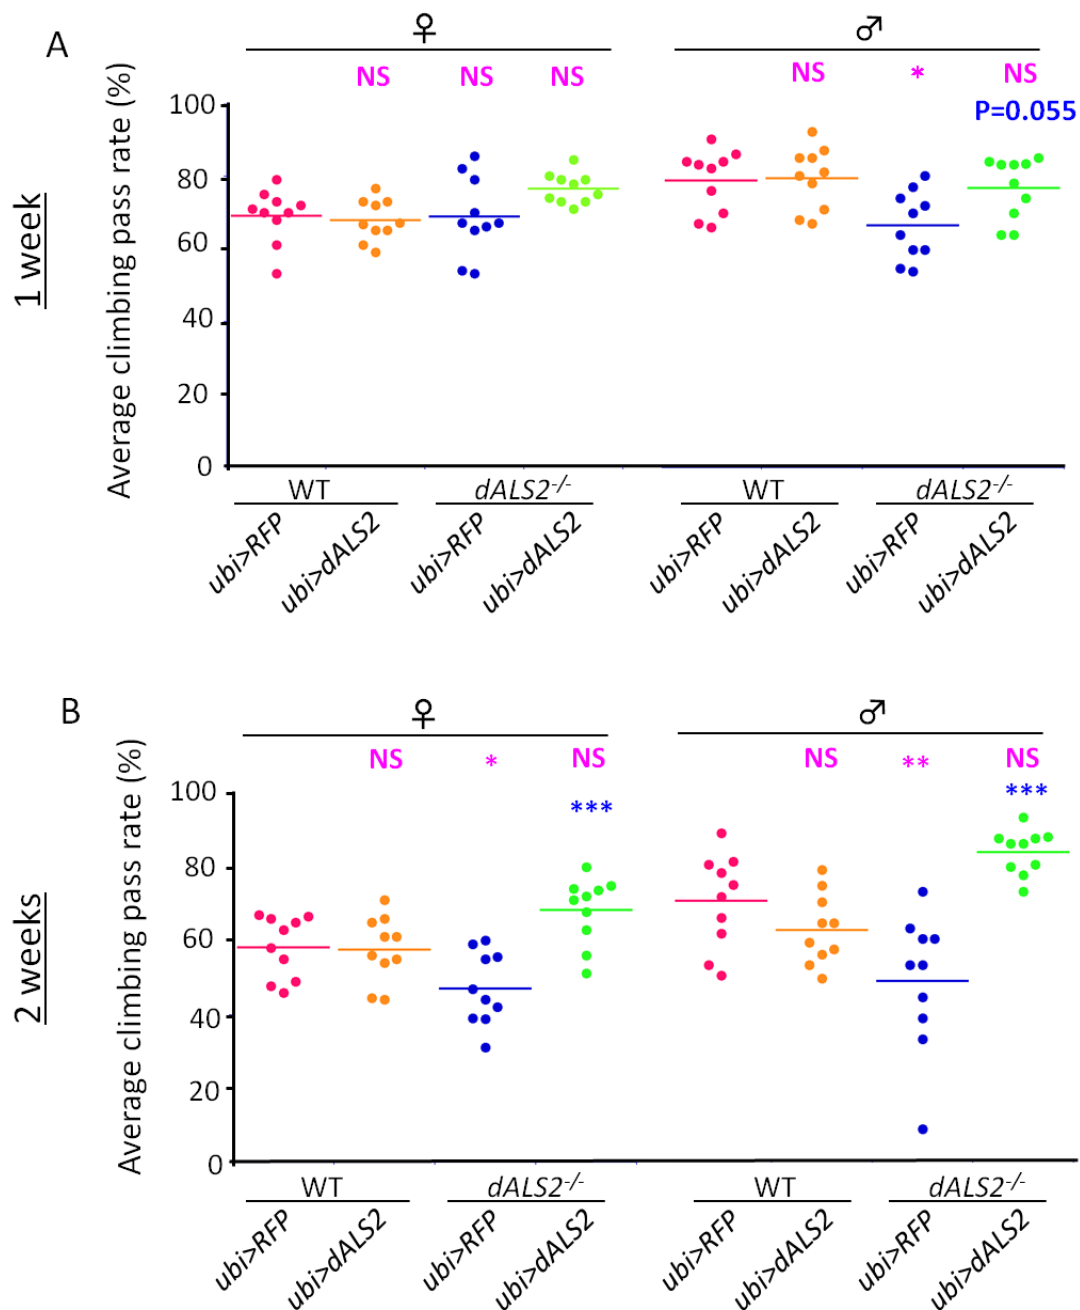 A
♀ ♂
NS NS NS NS * NS
P=0.055
1 week
Average climbing pass rate (%)
100
80
60
40
20
0
WT dALS2-/- WT dALS2-/-
ubi>RFP ubi>dALS2 ubi>RFP ubi>dALS2 ubi>RFP ubi>dALS2 ubi>RFP ubi>dALS2
B
♀ ♂
NS * NS NS ** NS
*** ***
2 weeks
Average climbing pass rate (%)
100
80
60
40
20
0
WT dALS2-/- WT dALS2-/-
ubi>RFP ubi>dALS2 ubi>RFP ubi>dALS2 ubi>RFP ubi>dALS2 ubi>RFP ubi>dALS2